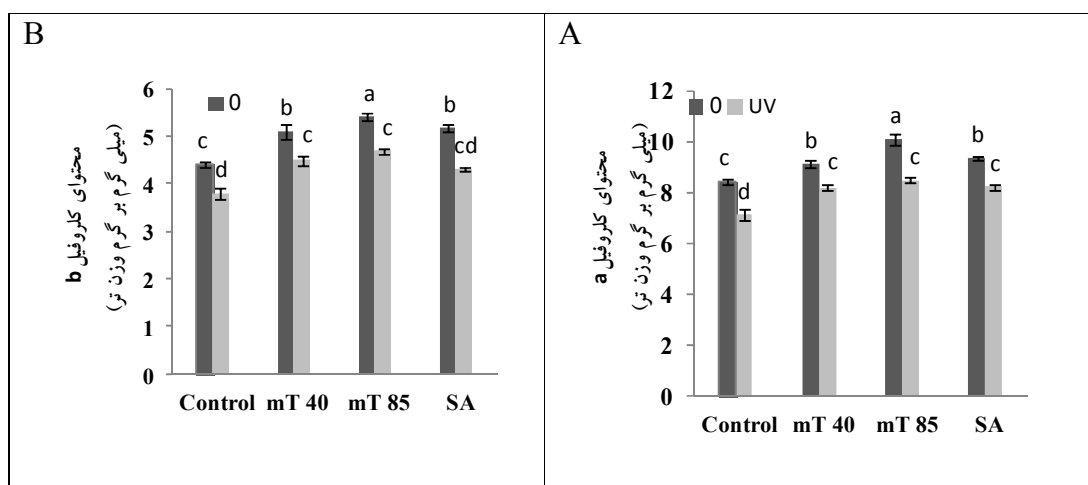 B
محتوای کلروفیل b
(میلی گرم بر گرم وزن تر)
6
5
4
3
2
1
0
0
c
d
b
c
a
c
b
cd
Control mT 40 mT 85 SA
A
محتوای کلروفیل a
(میلی گرم بر گرم وزن تر)
12
10
8
6
4
2
0
0 UV
c
d
b
c
a
c
b
c
Control mT 40 mT 85 SA